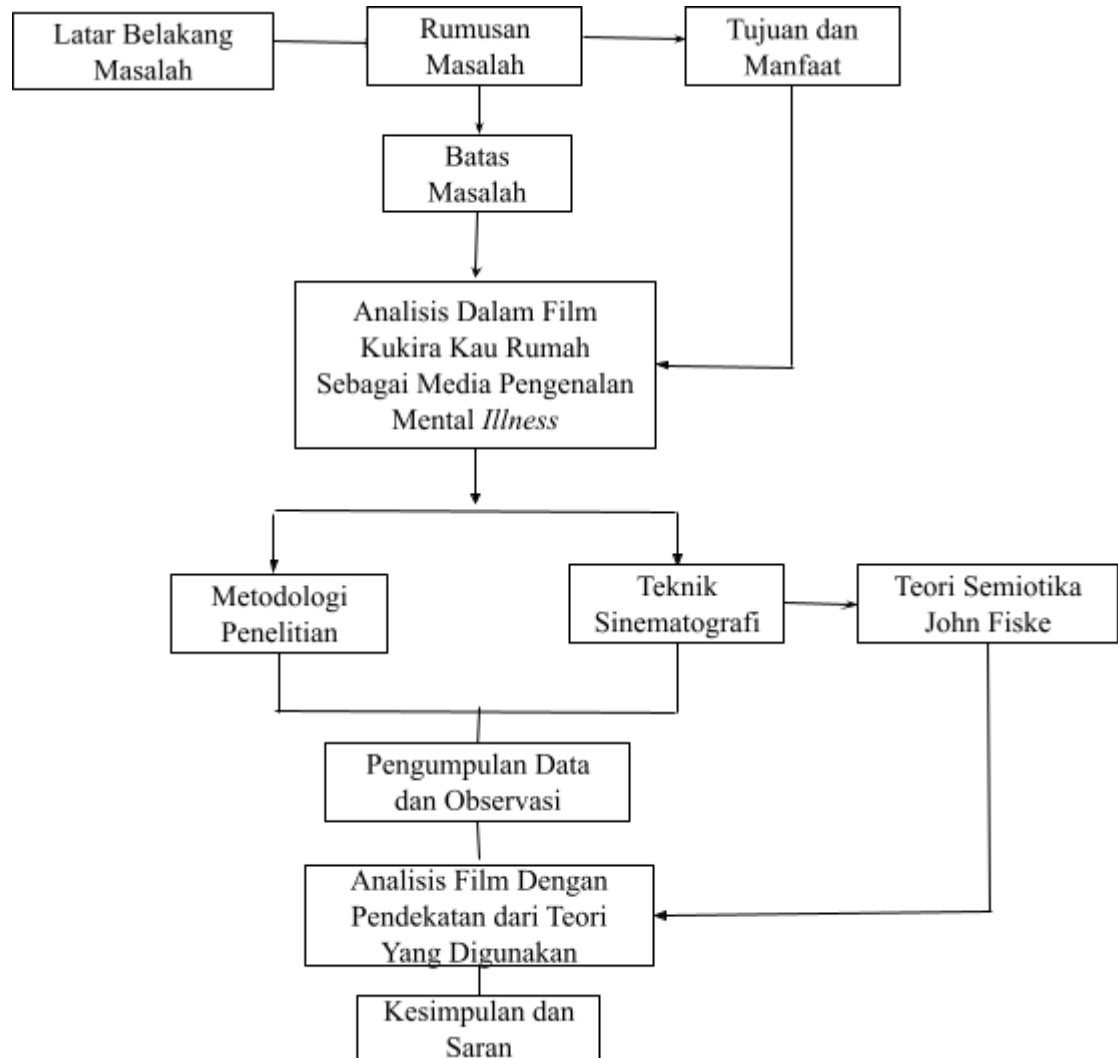 Latar Belakang
Masalah
Rumusan
Masalah
Tujuan dan
Manfaat
Batas
Masalah
Analisis Dalam Film
Kukira Kau Rumah
Sebagai Media Pengenalan
Mental Illness
Metodologi
Penelitian
Teknik
Sinematografi
Teori Semiotika
John Fiske
Pengumpulan Data
dan Observasi
Analisis Film Dengan
Pendekatan dari Teori
Yang Digunakan
Kesimpulan dan
Saran